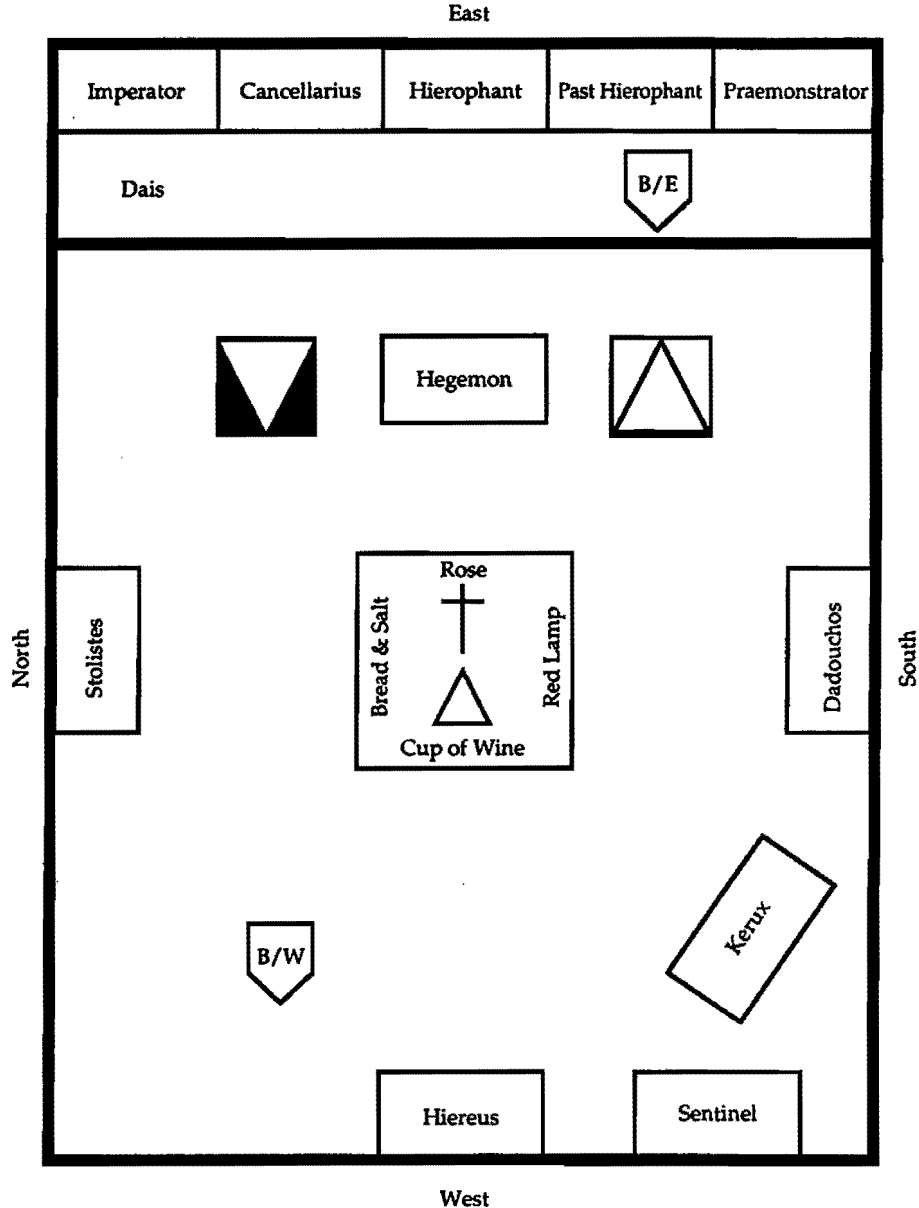 East
Imperator
Cancellarius
Hierophant
Past Hierophant
Praemonstrator
Dais
B/E
Hegemon
North
Stolistes
Rose
Bread & Salt
Red Lamp
Cup of Wine
Dadouchos
South
Kerux
B/W
Hiereus
Sentinel
West